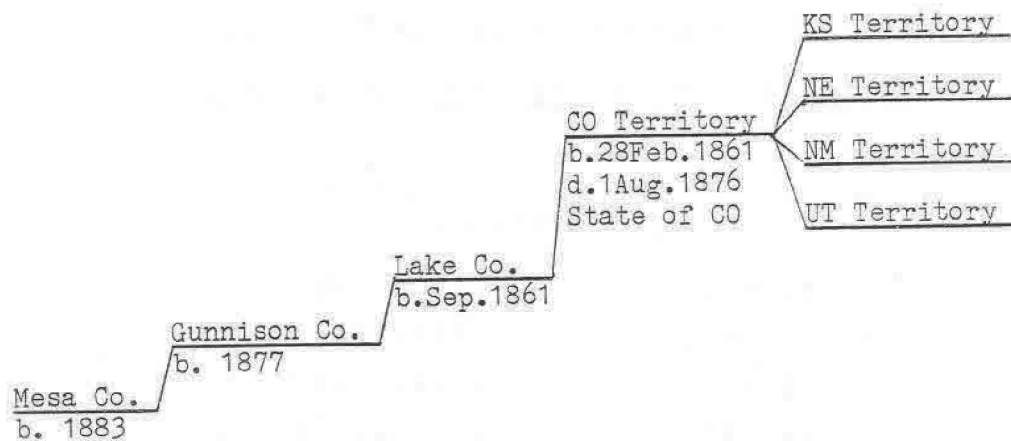 KS Territory
NE Territory
CO Territory
b.28Feb.1861
NM Territory
d.1Aug.1876
State of CO
UT Territory
Lake Co.
b.Sep.1861
Gunnison Co.
b. 1877
Mesa Co.
b. 1883